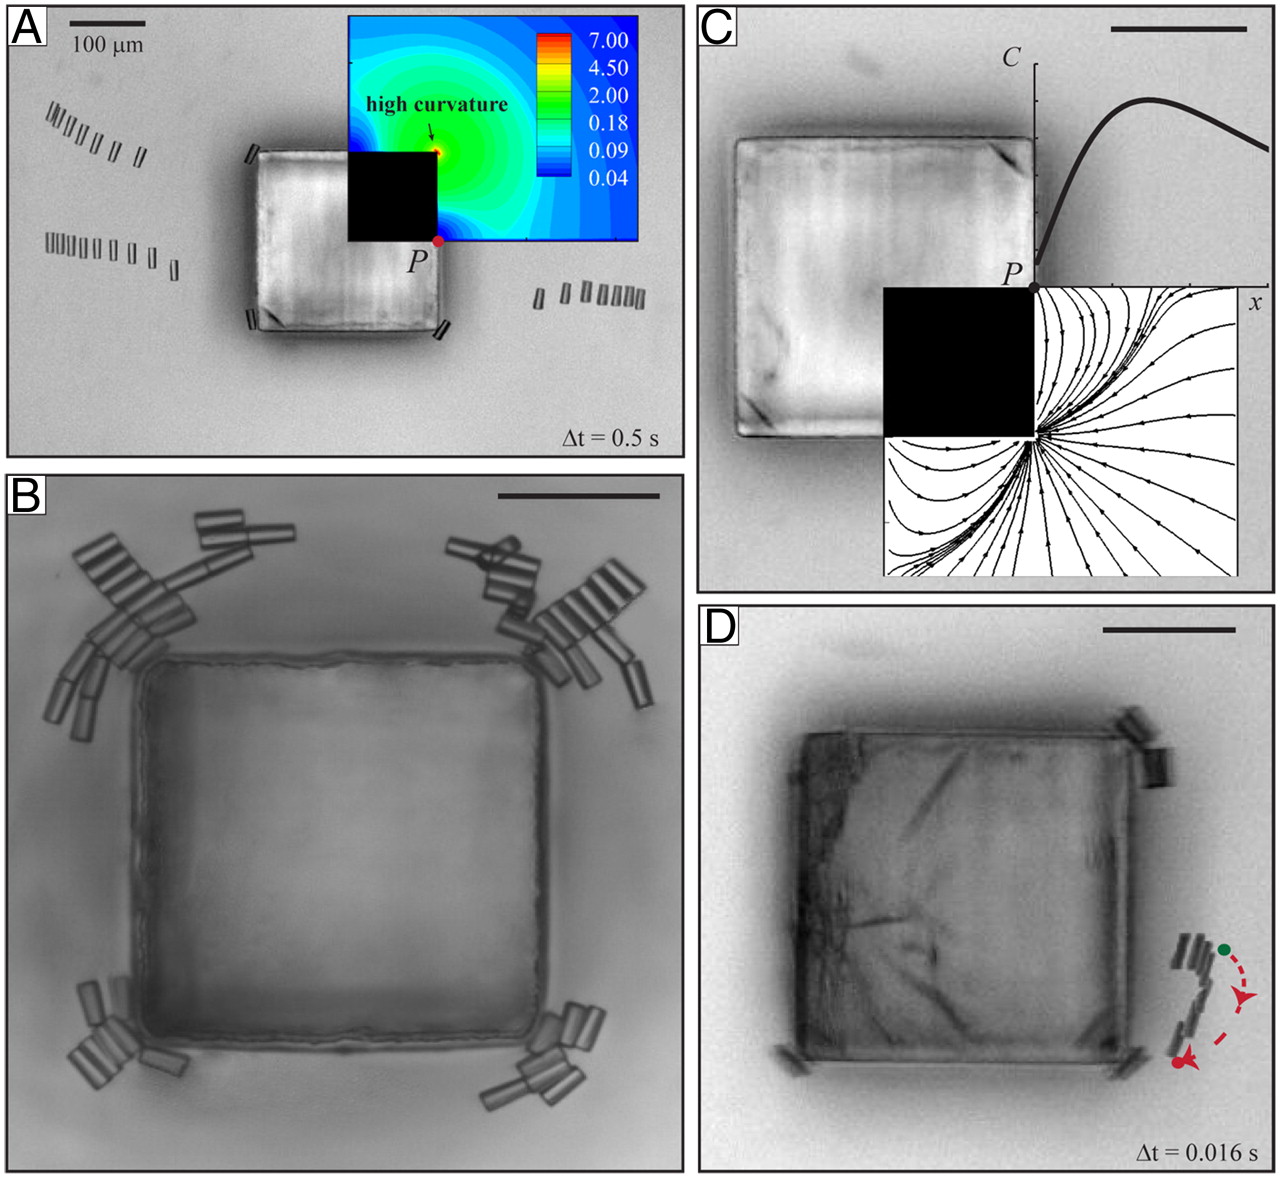 A
100 μm
high curvature
7.00
4.50
2.00
0.18
0.09
0.04
P
Δt = 0.5 s
B
C
C
P
x
D
Δt = 0.016 s